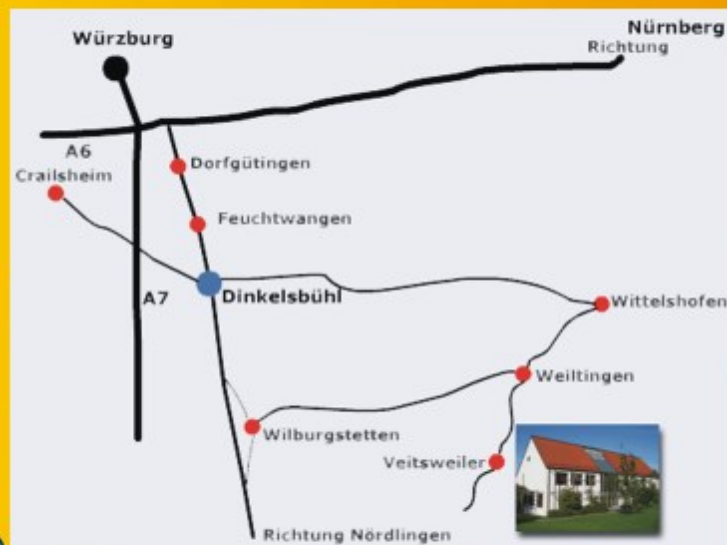 Würzburg
Nürnberg
Richtung
A6
Crailsheim
Dorfgütingen
Feuchtwangen
A7
Dinkelsbühl
Wittelshofen
Weiltingen
Wilburgstetten
Veitsweiler
Richtung Nördlingen